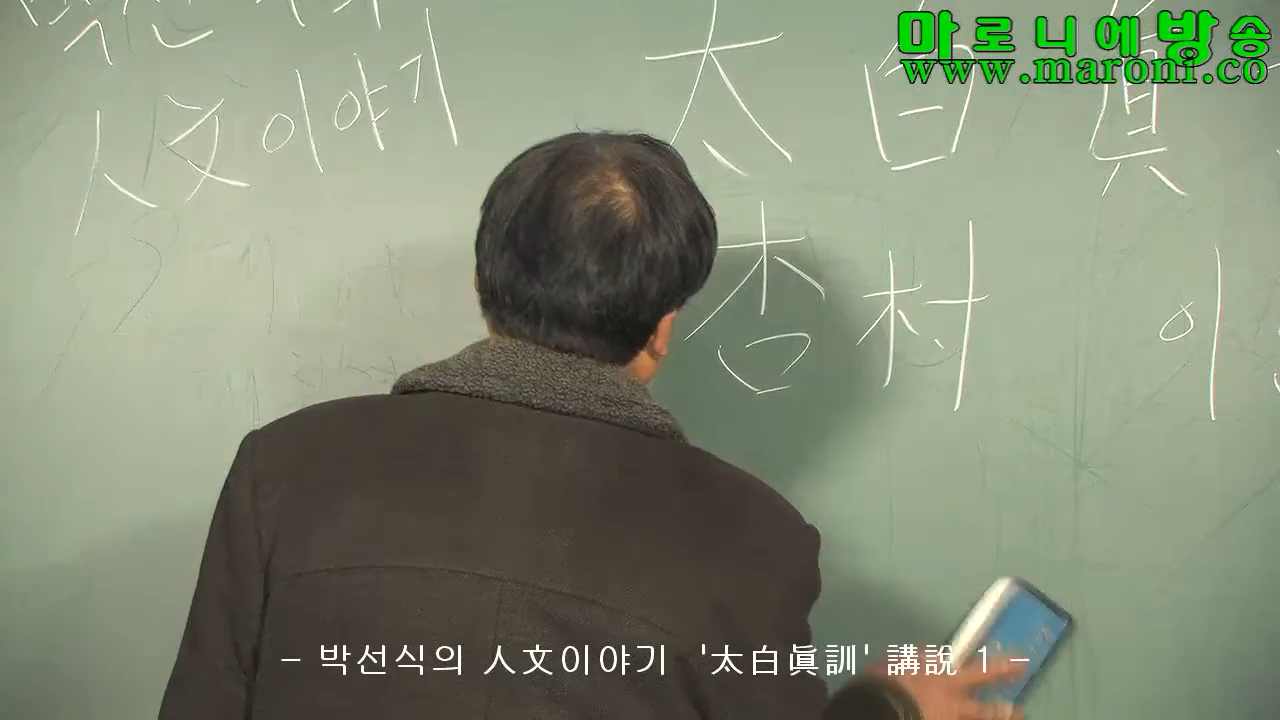 마로니에방송
www.maroni.co
太白眞
人文이야기
杏村 이
- 박선식의 人文이야기 '太白眞訓' 講說 1 -